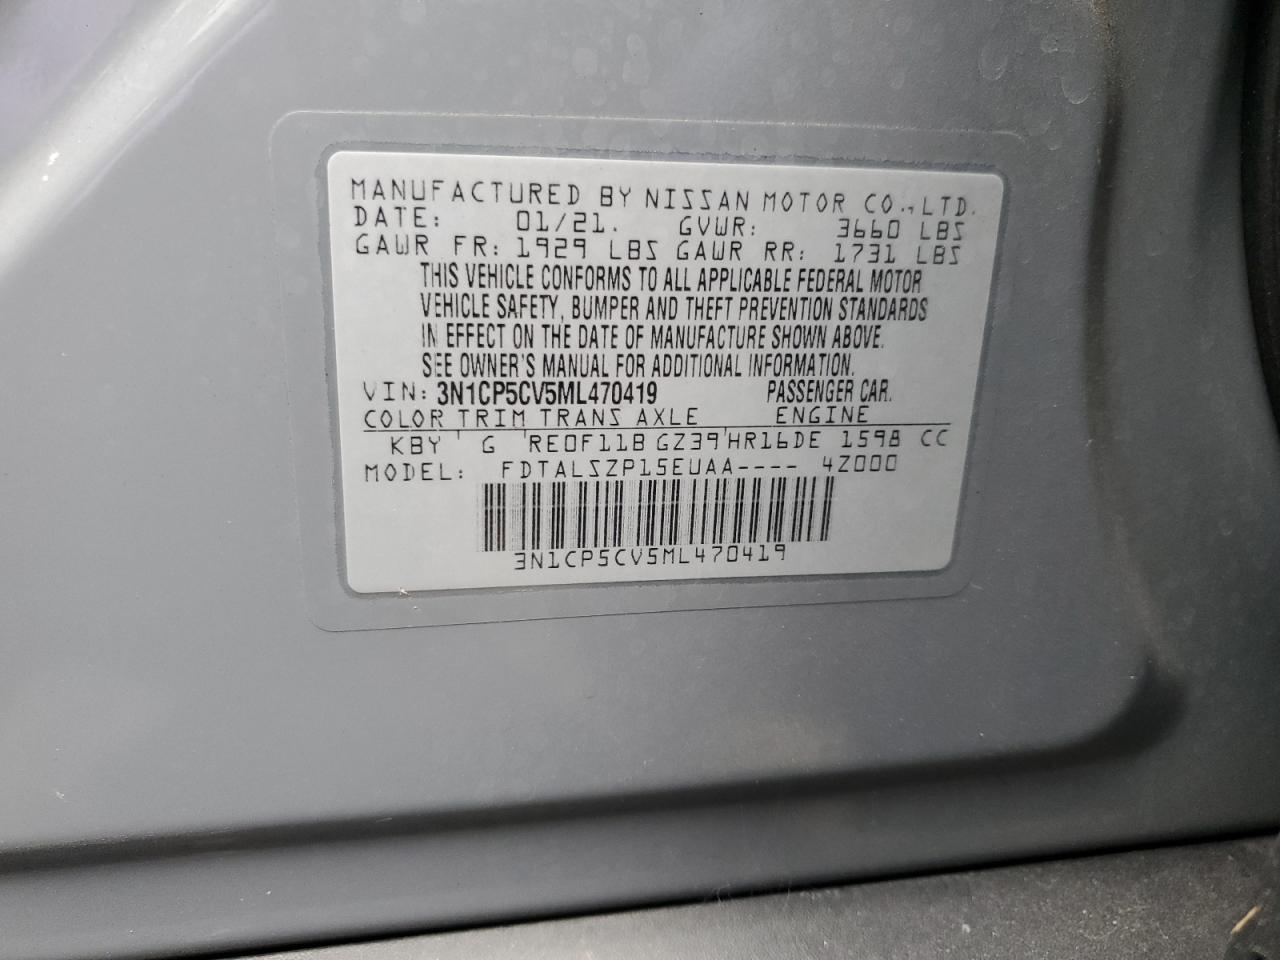 MANUFACTURED BY NISSAN MOTOR CO.,LTD.
DATE: 01/21. GVWR: 3660 LBS
GAWR FR: 1929 LBS GAWR RR: 1731 LBS
THIS VEHICLE CONFORMS TO ALL APPLICABLE FEDERAL MOTOR
VEHICLE SAFETY, BUMPER AND THEFT PREVENTION STANDARDS
IN EFFECT ON THE DATE OF MANUFACTURE SHOWN ABOVE.
SEE OWNER'S MANUAL FOR ADDITIONAL INFORMATION.
VIN: 3N1CP5CV5ML470419 PASSENGER CAR.
COLOR TRIM TRANS AXLE ENGINE
KBY G RE0F11B GZ39 HR16DE 1598 CC
MODEL: FDTALSZP15EUAA---- 4Z000
3N1CP5CV5ML470419